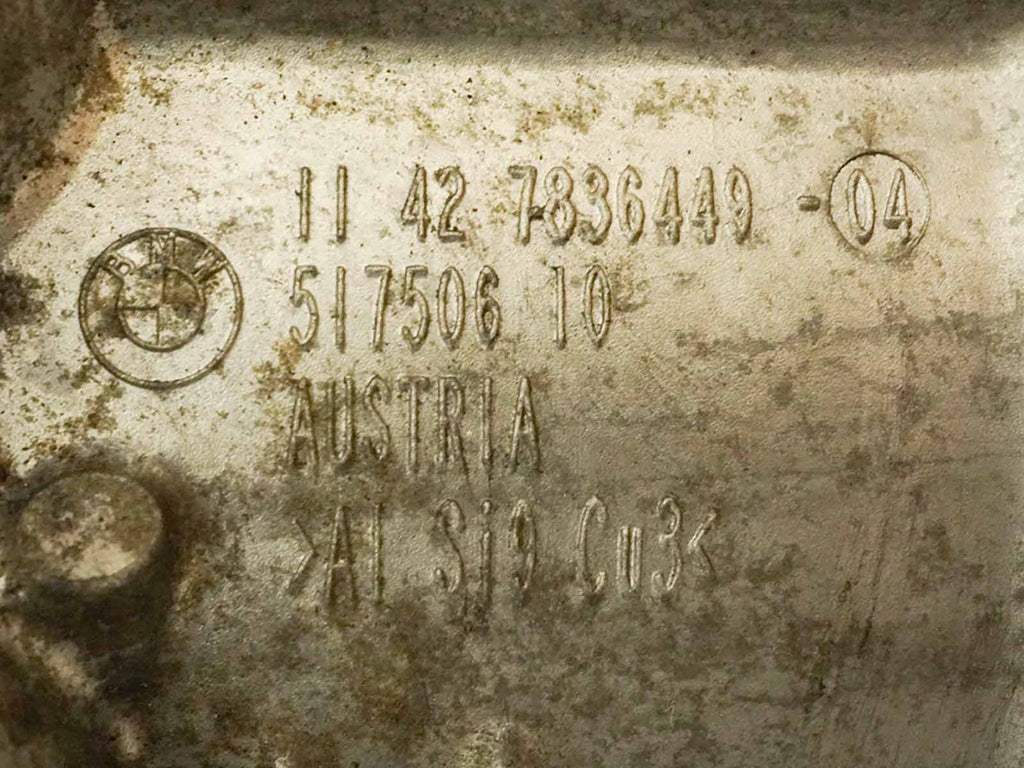 11 42 7836449 - 04
BMW
517506 10
AUSTRIA
>Al Si9 Cu3<